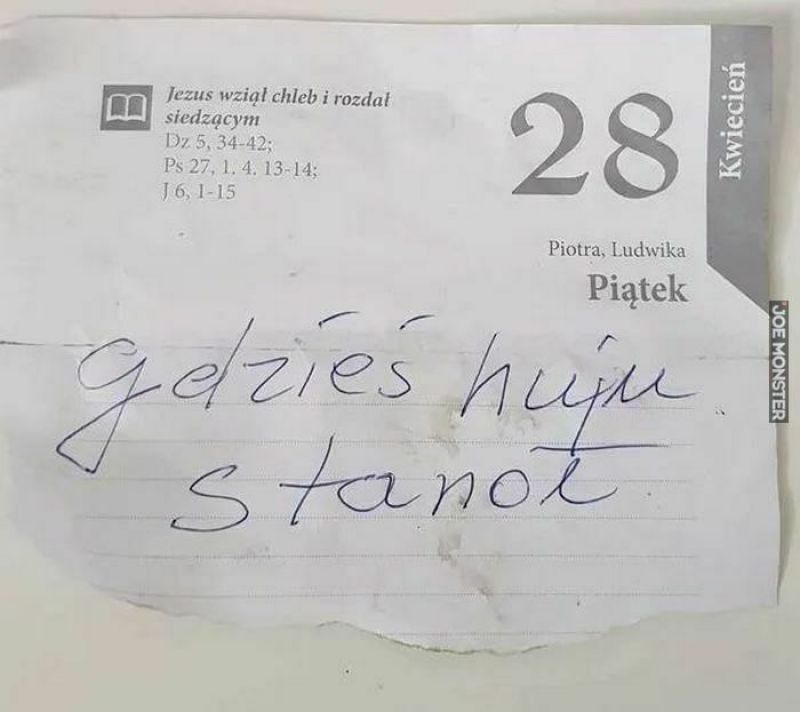 Jezus wziął chleb i rozdał
siedzącym
Dz 5, 34-42;
Ps 27, 1. 4. 13-14;
J 6, 1-15
28
Kwiecień
Piotra, Ludwika
Piątek
gdzieś huju
stanoł
JOE MONSTER